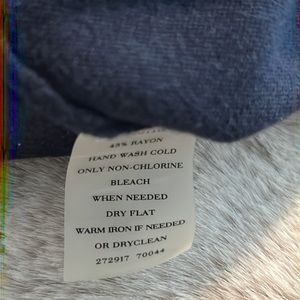 45% RAYON
HAND WASH COLD
ONLY NON-CHLORINE
BLEACH
WHEN NEEDED
DRY FLAT
WARM IRON IF NEEDED
OR DRYCLEAN
272917 70044